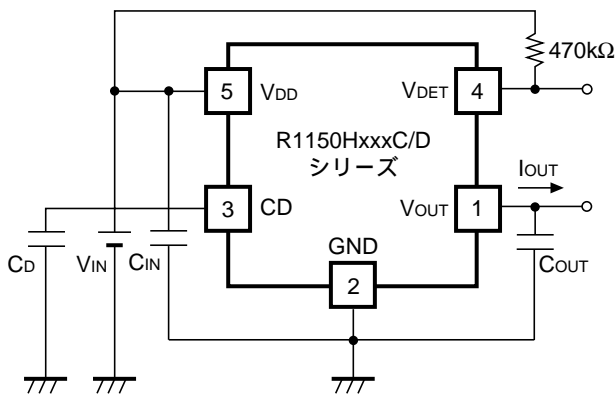 470kΩ
5
VDD
VDET
4
R1150HxxxC/D
シリーズ
IOUT
3
CD
VOUT
1
GND
CD
VIN
CIN
2
COUT